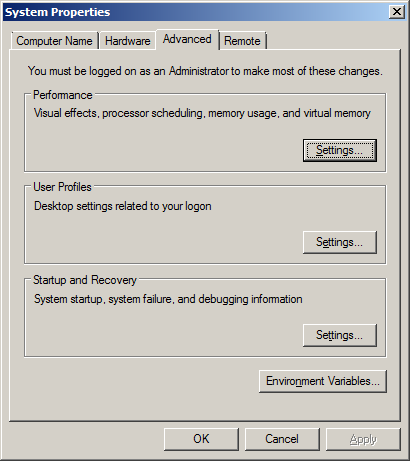 System Properties
Computer Name Hardware Advanced Remote
You must be logged on as an Administrator to make most of these changes.
Performance
Visual effects, processor scheduling, memory usage, and virtual memory
Settings...
User Profiles
Desktop settings related to your logon
Settings...
Startup and Recovery
System startup, system failure, and debugging information
Settings...
Environment Variables...
OK Cancel Apply